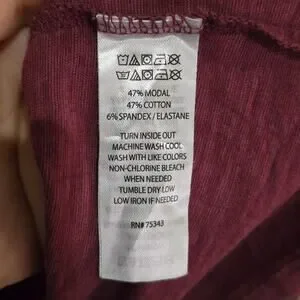 47% MODAL
47% COTTON
6% SPANDEX / ELASTANE
TURN INSIDE OUT
MACHINE WASH COOL
WASH WITH LIKE COLORS
NON-CHLORINE BLEACH
WHEN NEEDED
TUMBLE DRY LOW
LOW IRON IF NEEDED
RN# 75343